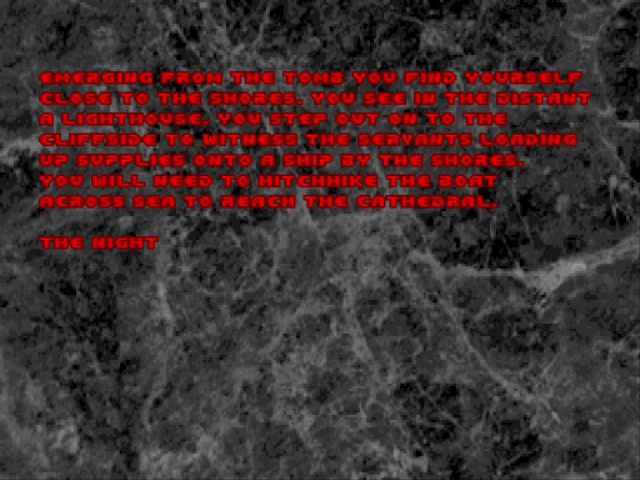 EMERGING FROM THE TOMB YOU FIND YOURSELF
CLOSE TO THE SHORES. YOU SEE IN THE DISTANT
A LIGHTHOUSE. YOU STEP OUT ON TO THE
CLIFFSIDE TO WITNESS THE SERVANTS LOADING
UP SUPPLIES ONTO A SHIP BY THE SHORES.
YOU WILL NEED TO HITCHHIKE THE BOAT
ACROSS SEA TO REACH THE CATHEDRAL.
THE NIGHT